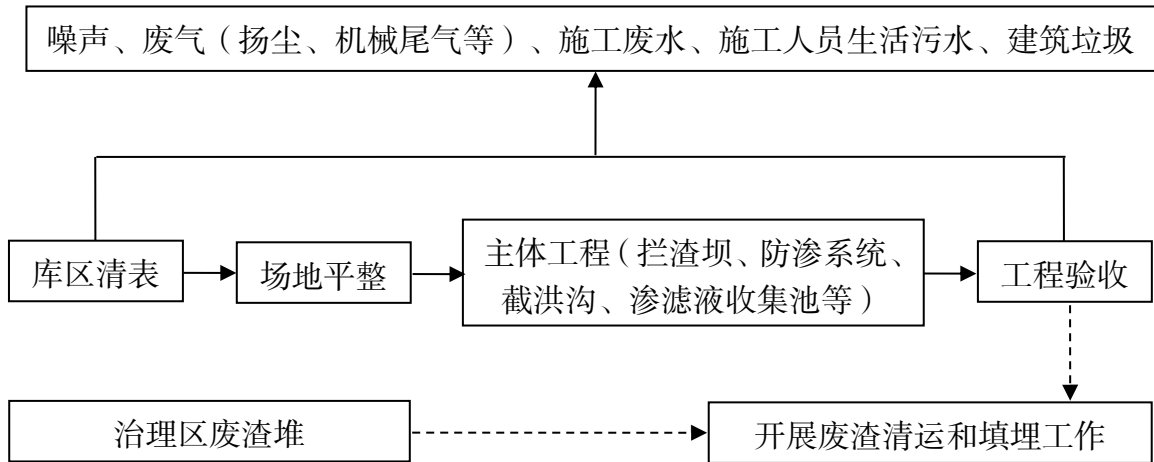 噪声、废气（扬尘、机械尾气等）、施工废水、施工人员生活污水、建筑垃圾
库区清表
场地平整
主体工程（拦渣坝、防渗系统、
截洪沟、渗滤液收集池等）
工程验收
治理区废渣堆
开展废渣清运和填埋工作